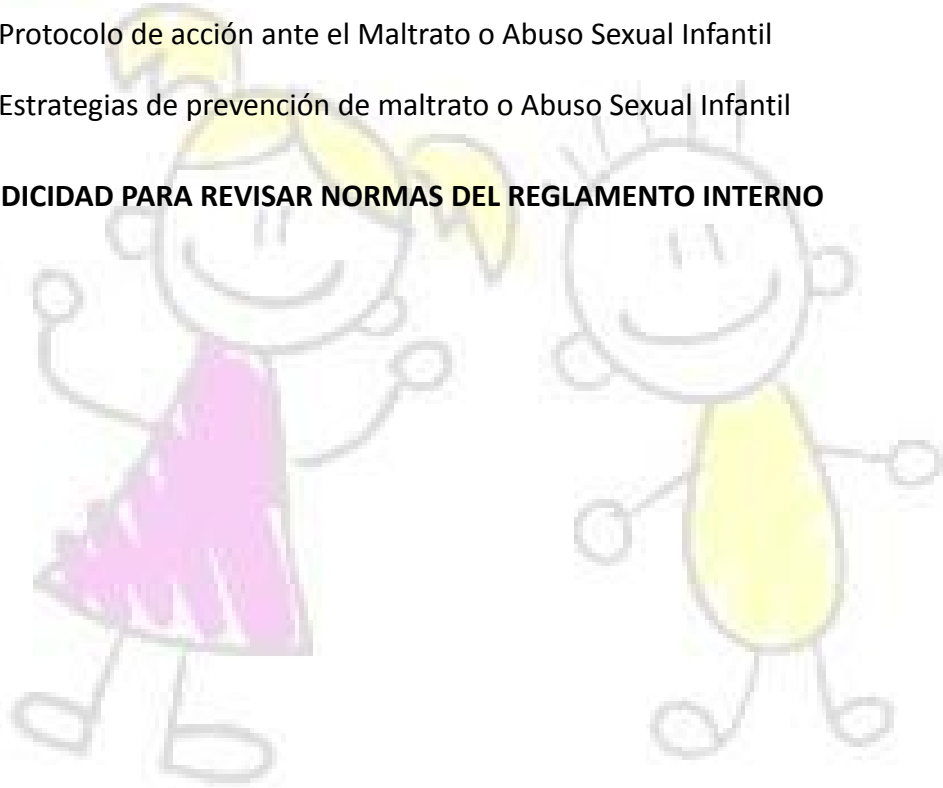 Protocolo de acción ante el Maltrato o Abuso Sexual Infantil
Estrategias de prevención de maltrato o Abuso Sexual Infantil
DICIDAD PARA REVISAR NORMAS DEL REGLAMENTO INTERNO